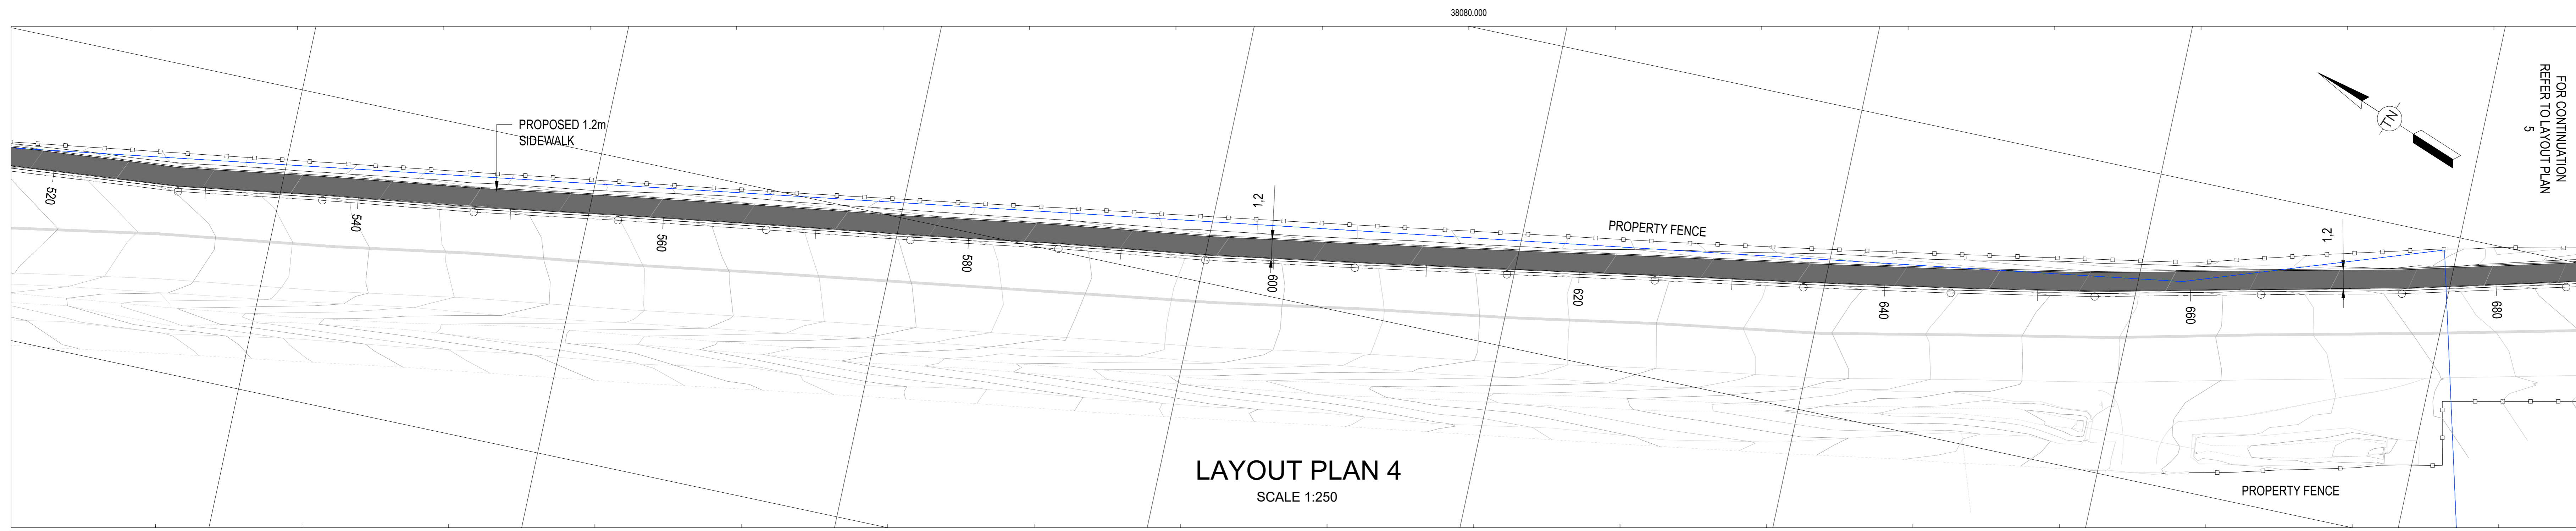 38080.000
PROPOSED 1.2m
SIDEWALK
520
540
560
580
1,2
600
620
PROPERTY FENCE
640
660
1,2
680
TN
FOR CONTINUATION
REFER TO LAYOUT PLAN
5
PROPERTY FENCE
LAYOUT PLAN 4
SCALE 1:250